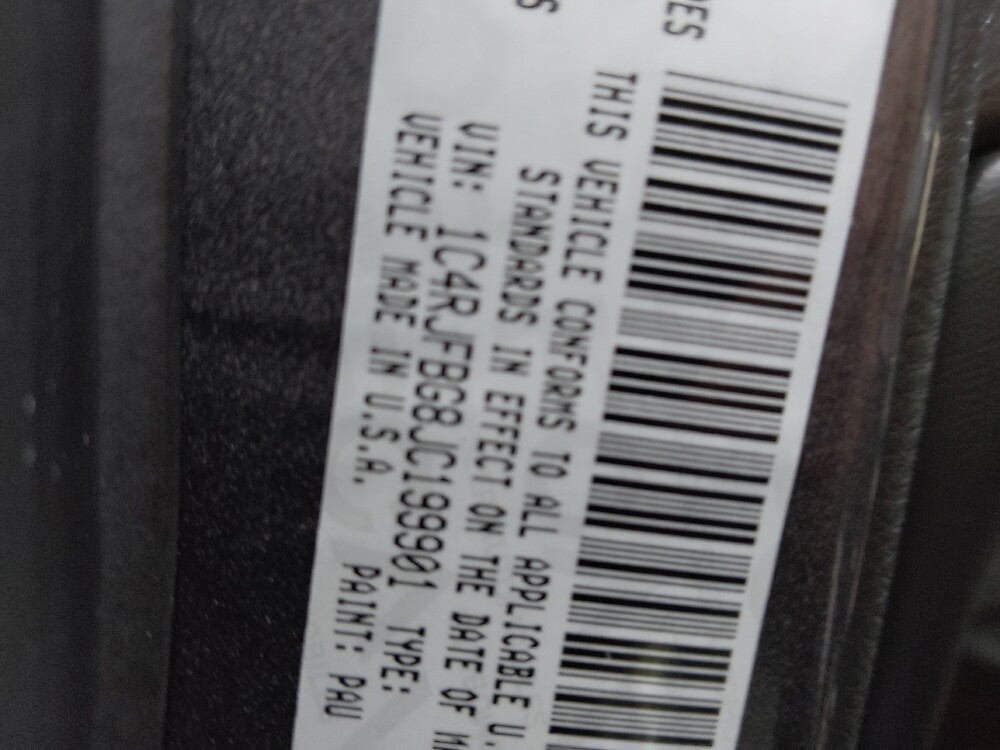 THIS VEHICLE CONFORMS TO ALL APPLICABLE U.
STANDARDS IN EFFECT ON THE DATE OF
VIN: 1C4RJFBG8JC199901 TYPE:
VEHICLE MADE IN U.S.A. PAINT: PAU